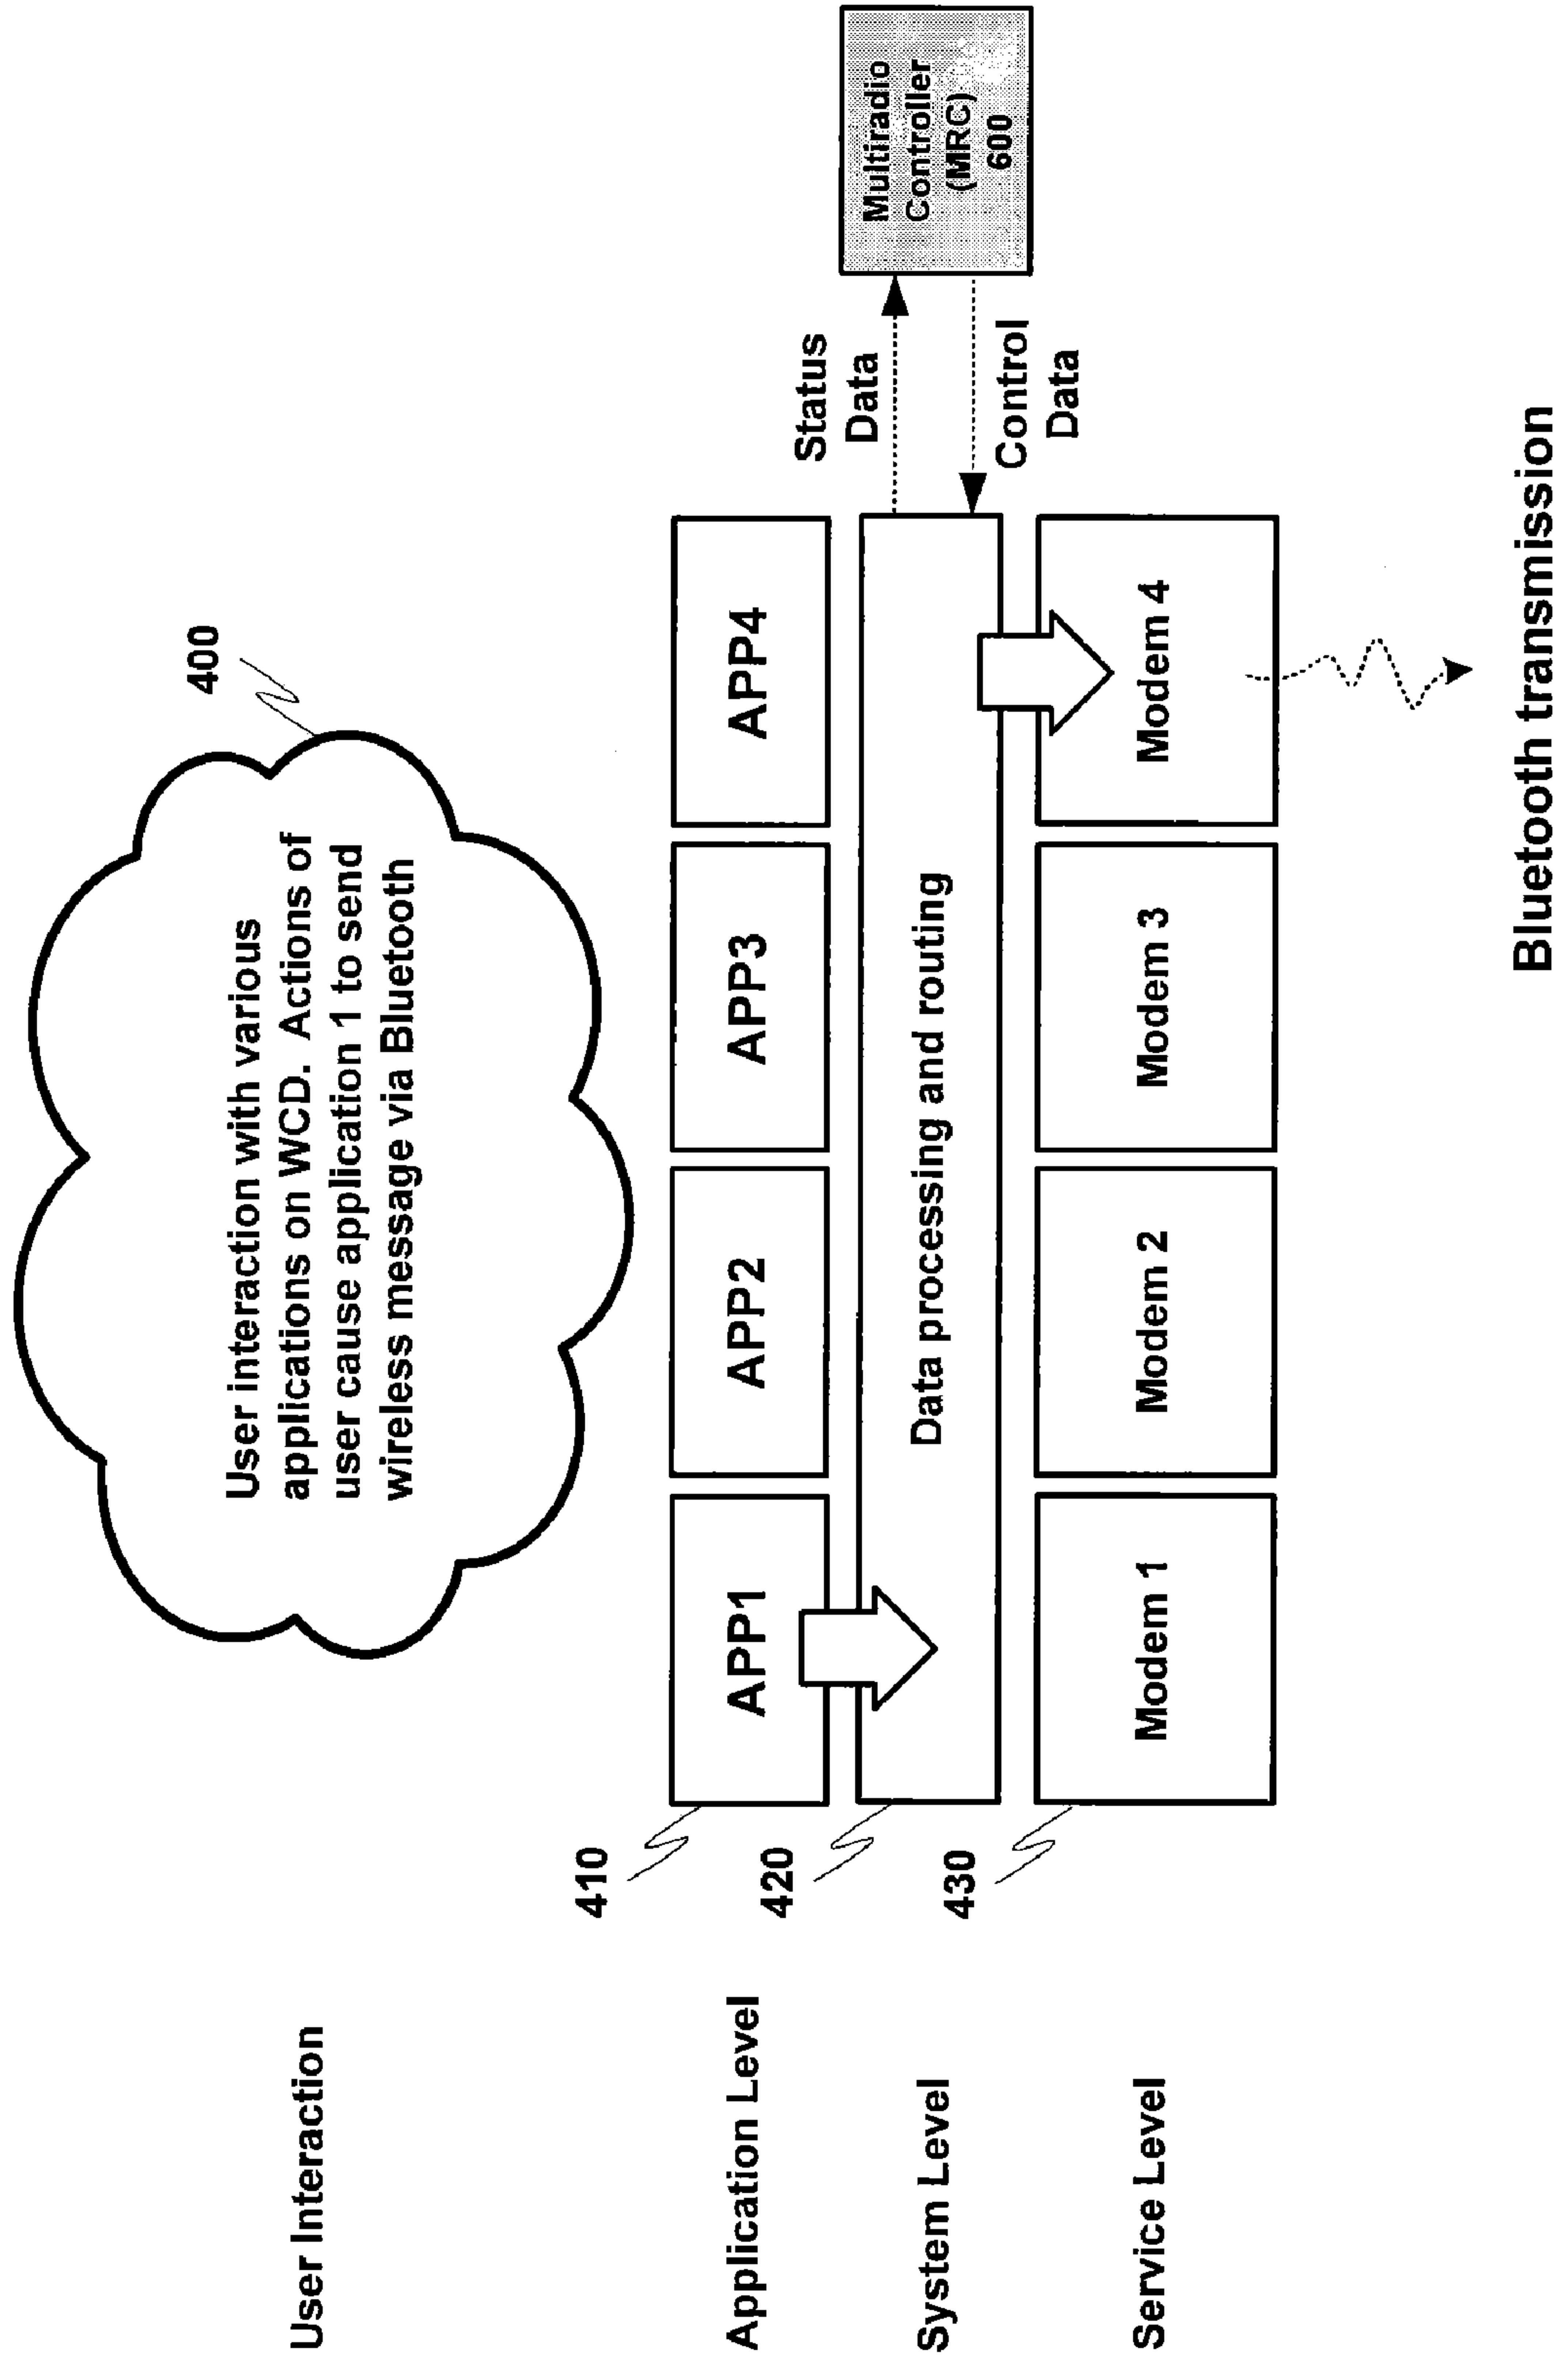 400
User Interaction
User interaction with various
applications on WCD. Actions of
user cause application 1 to send
wireless message via Bluetooth
410
Application Level
APP1
APP2
APP3
APP4
420
System Level
Data processing and routing
Status
Data
Control
Data
Multiradio
Controller
(MRC)
600
430
Service Level
Modem 1
Modem 2
Modem 3
Modem 4
Bluetooth transmission